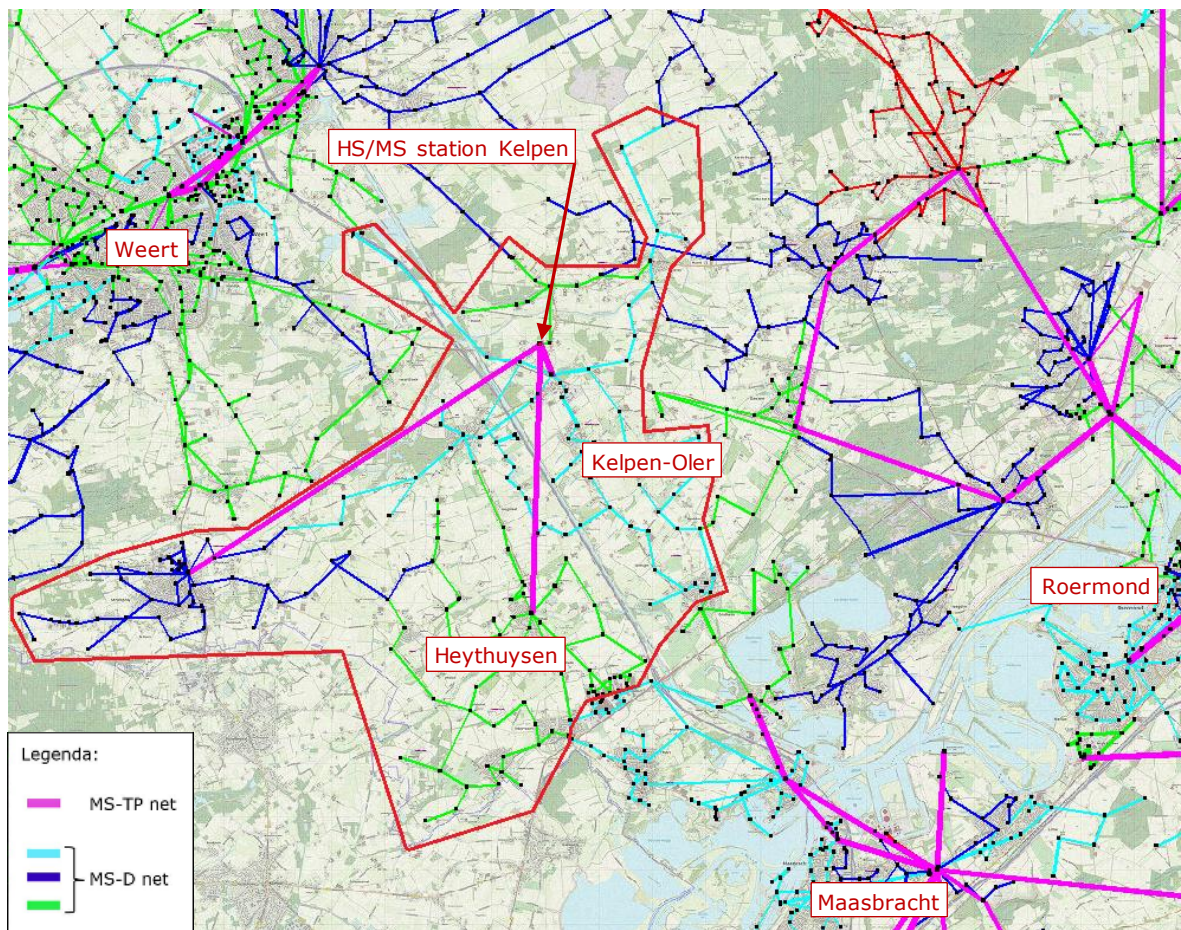 HS/MS station Kelpen
Weert
Kelpen-Oler
Roermond
Heythuysen
Legenda:
MS-TP net
MS-D net
Maasbracht